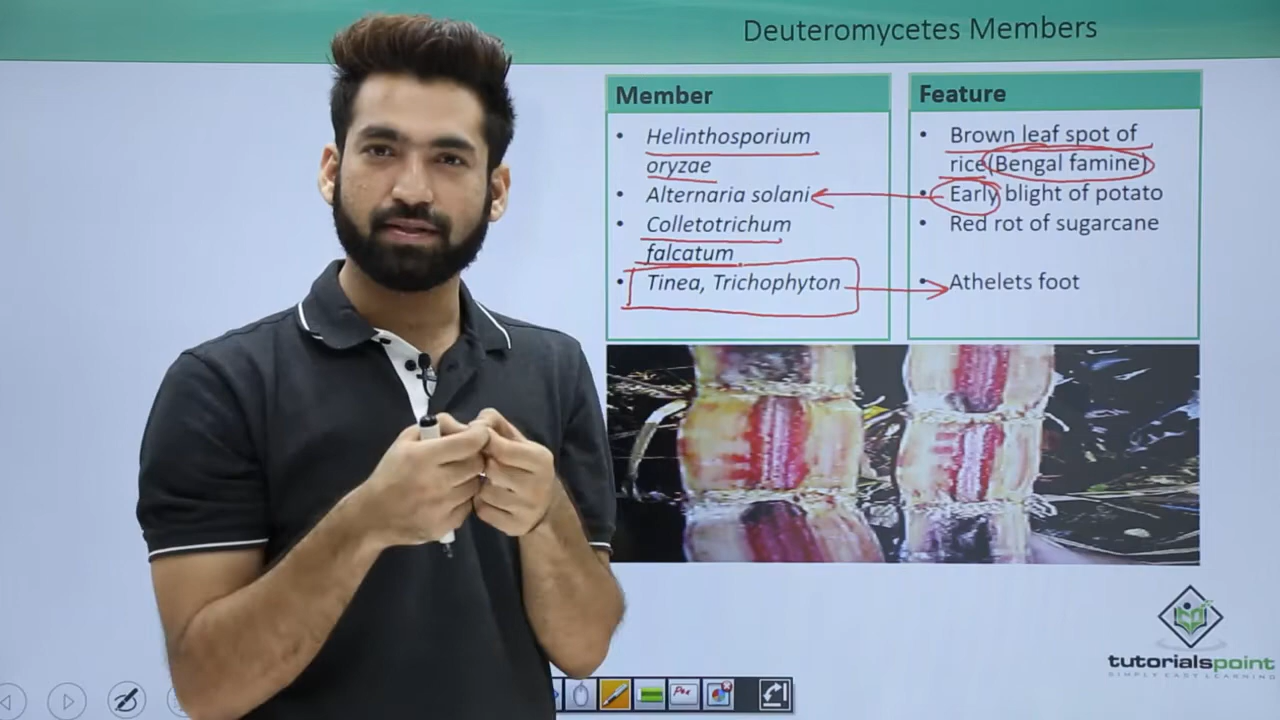 Deuteromycetes Members
Member
Feature
• Helinthosporium
oryzae
• Alternaria solani
• Colletotrichum
falcatum
• Tinea, Trichophyton
• Brown leaf spot of
rice(Bengal famine)
• Early blight of potato
• Red rot of sugarcane
• Athelets foot
tutorialspoint
SIMPLY EASY LEARNING
Pen